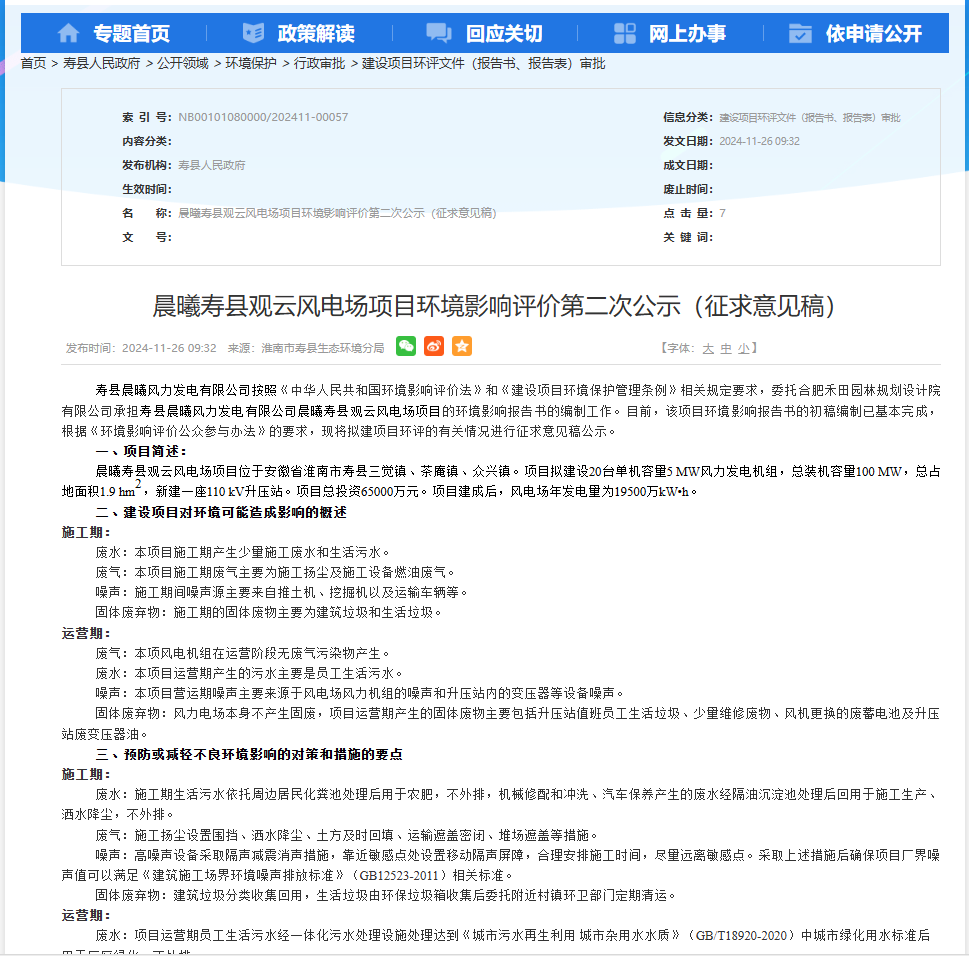 专题首页 政策解读 回应关切 网上办事 依申请公开
首页 > 寿县人民政府 > 公开领域 > 环境保护 > 行政审批 > 建设项目环评文件（报告书、报告表）审批
索 引 号： NB00101080000/202411-00057 信息分类： 建设项目环评文件（报告书、报告表）审批
内容分类： 发文日期： 2024-11-26 09:32
发布机构： 寿县人民政府 成文日期：
生效时间： 废止时间：
名 称： 晨曦寿县观云风电场项目环境影响评价第二次公示（征求意见稿） 点 击 量： 7
文 号： 关 键 词：
晨曦寿县观云风电场项目环境影响评价第二次公示（征求意见稿）
发布时间：2024-11-26 09:32 来源：淮南市寿县生态环境分局 【字体：大 中 小】
寿县晨曦风力发电有限公司按照《中华人民共和国环境影响评价法》和《建设项目环境保护管理条例》相关规定要求，委托合肥禾田园林规划设计院
有限公司承担寿县晨曦风力发电有限公司晨曦寿县观云风电场项目的环境影响报告书的编制工作。目前，该项目环境影响报告书的初稿编制已基本完成，
根据《环境影响评价公众参与办法》的要求，现将拟建项目环评的有关情况进行征求意见稿公示。
一、项目简述：
晨曦寿县观云风电场项目位于安徽省淮南市寿县三觉镇、茶庵镇、众兴镇。项目拟建设20台单机容量5 MW风力发电机组，总装机容量100 MW，总占
地面积1.9 hm²，新建一座110 kV升压站。项目总投资65000万元。项目建成后，风电场年发电量为19500万kW•h。
二、建设项目对环境可能造成影响的概述
施工期：
废水：本项目施工期产生少量施工废水和生活污水。
废气：本项目施工期废气主要为施工扬尘及施工设备燃油废气。
噪声：施工期间噪声源主要来自推土机、挖掘机以及运输车辆等。
固体废弃物：施工期的固体废物主要为建筑垃圾和生活垃圾。
运营期：
废气：本项风电机组在运营阶段无废气污染物产生。
废水：本项目运营期产生的污水主要是员工生活污水。
噪声：本项目营运期噪声主要来源于风电场风力机组的噪声和升压站内的变压器等设备噪声。
固体废弃物：风力电场本身不产生固废，项目运营期产生的固体废物主要包括升压站值班员工生活垃圾、少量维修废物、风机更换的废蓄电池及升压
站废变压器油。
三、预防或减轻不良环境影响的对策和措施的要点
施工期：
废水：施工期生活污水依托周边居民化粪池处理后用于农肥，不外排，机械修配和冲洗、汽车保养产生的废水经隔油沉淀池处理后回用于施工生产、
洒水降尘，不外排。
废气：施工扬尘设置围挡、洒水降尘、土方及时回填、运输遮盖密闭、堆场遮盖等措施。
噪声：高噪声设备采取隔声减震消声措施，靠近敏感点处设置移动隔声屏障，合理安排施工时间，尽量远离敏感点。采取上述措施后确保项目厂界噪
声值可以满足《建筑施工场界环境噪声排放标准》（GB12523-2011）相关标准。
固体废弃物：建筑垃圾分类收集回用，生活垃圾由环保垃圾箱收集后委托附近村镇环卫部门定期清运。
运营期：
废水：项目运营期员工生活污水经一体化污水处理设施处理达到《城市污水再生利用 城市杂用水水质》（GB/T18920-2020）中城市绿化用水标准后